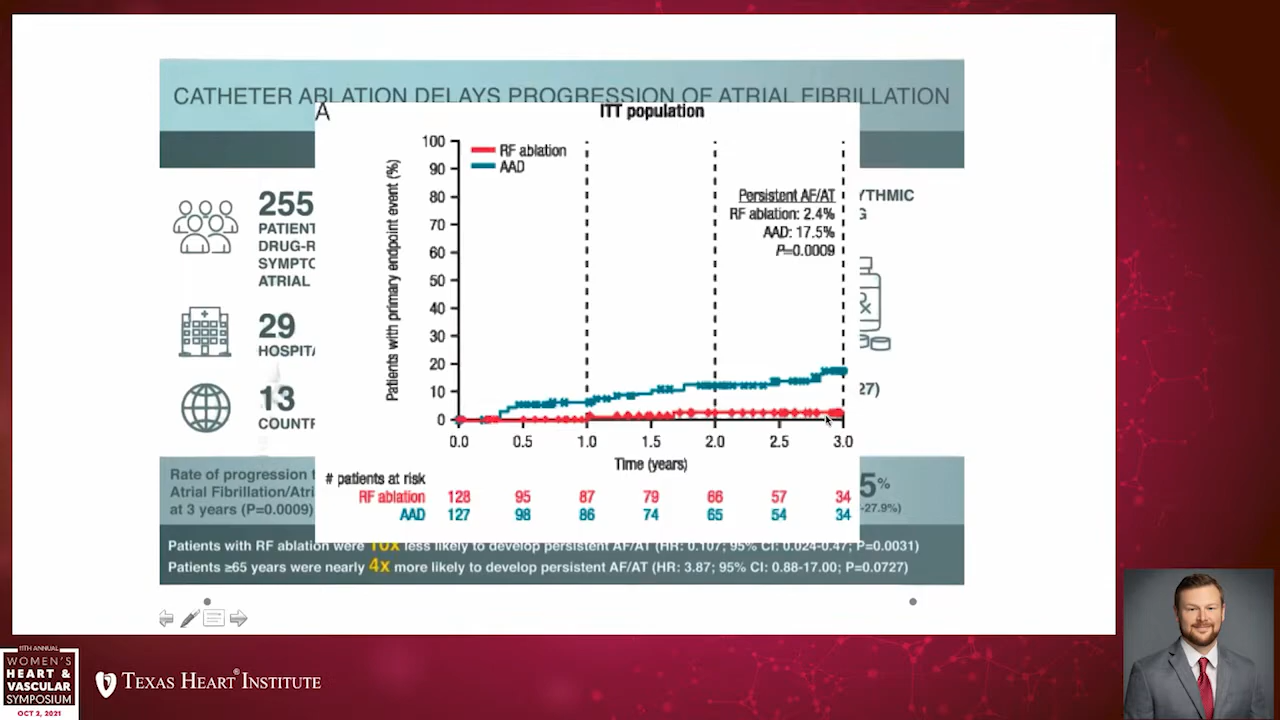 CATHETER ABLATION DELAYS PROGRESSION OF ATRIAL FIBRILLATION
A
ITT population
RF ablation
AAD
Patients with primary endpoint event (%)
100
90
80
70
60
50
40
30
20
10
0
Persistent AF/AT
RF ablation: 2.4%
AAD: 17.5%
P=0.0009
0.0 0.5 1.0 1.5 2.0 2.5 3.0
Time (years)
# patients at risk
RF ablation 128 95 87 79 66 57 34
AAD 127 98 86 74 65 54 34
255
PATIENT
DRUG-R
SYMPTO
ATRIAL
29
HOSPITA
13
COUNTR
YTHMIC
G
27)
Rate of progression t
Atrial Fibrillation/Atri
at 3 years (P=0.0009)
5%
-27.9%)
Patients with RF ablation were 10x less likely to develop persistent AF/AT (HR: 0.107; 95% CI: 0.024-0.47; P=0.0031)
Patients ≥65 years were nearly 4x more likely to develop persistent AF/AT (HR: 3.87; 95% CI: 0.88-17.00; P=0.0727)
11TH ANNUAL
WOMEN'S
HEART &
VASCULAR
SYMPOSIUM
OCT 2, 2021
TEXAS HEART® INSTITUTE